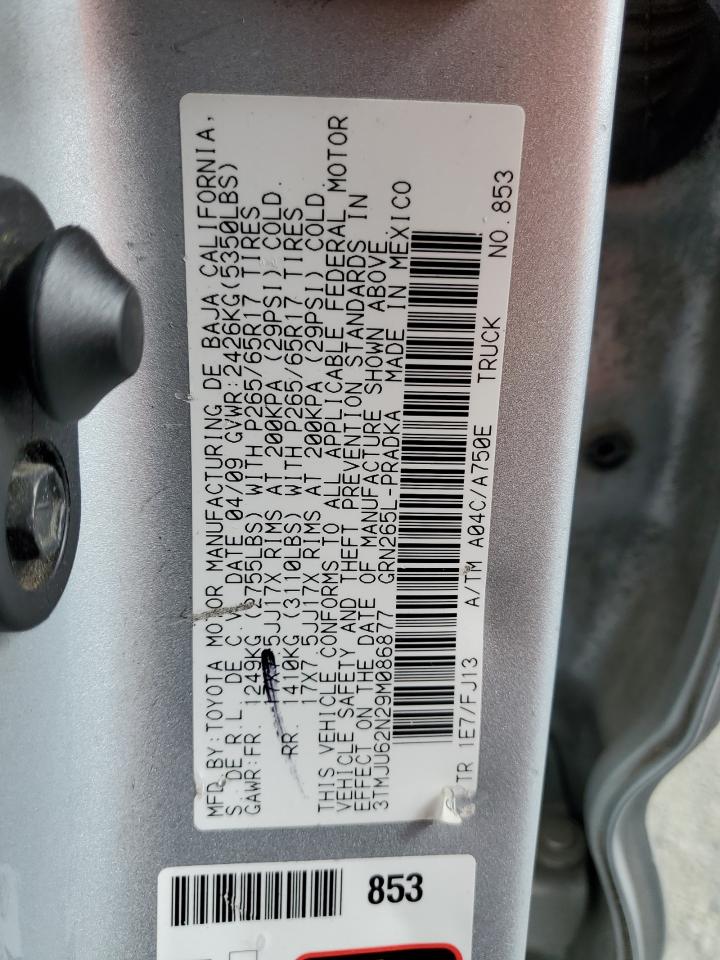 MFD. BY: TOYOTA MOTOR MANUFACTURING DE BAJA CALIFORNIA,
S. DE R. L. DE C. V. DATE 04/09 GVWR: 2426KG (5350LBS)
GAWR: FR. 1249KG (2755LBS) WITH P265/65R17 TIRES
17X7.5JJ17X RIMS AT 200KPA (29PSI) COLD.
RR. 1410KG (3110LBS) WITH P265/65R17 TIRES
17X7.5JJ17X RIMS AT 200KPA (29PSI) COLD
THIS VEHICLE CONFORMS TO ALL APPLICABLE FEDERAL MOTOR
VEHICLE SAFETY AND THEFT PREVENTION STANDARDS IN
EFFECT ON THE DATE OF MANUFACTURE SHOWN ABOVE
3TMJU62N29M086877 GRN265L-PRADKA MADE IN MEXICO
C/TR 1E7/FJ13 A/TM A04C/A750E TRUCK NO. 853
853